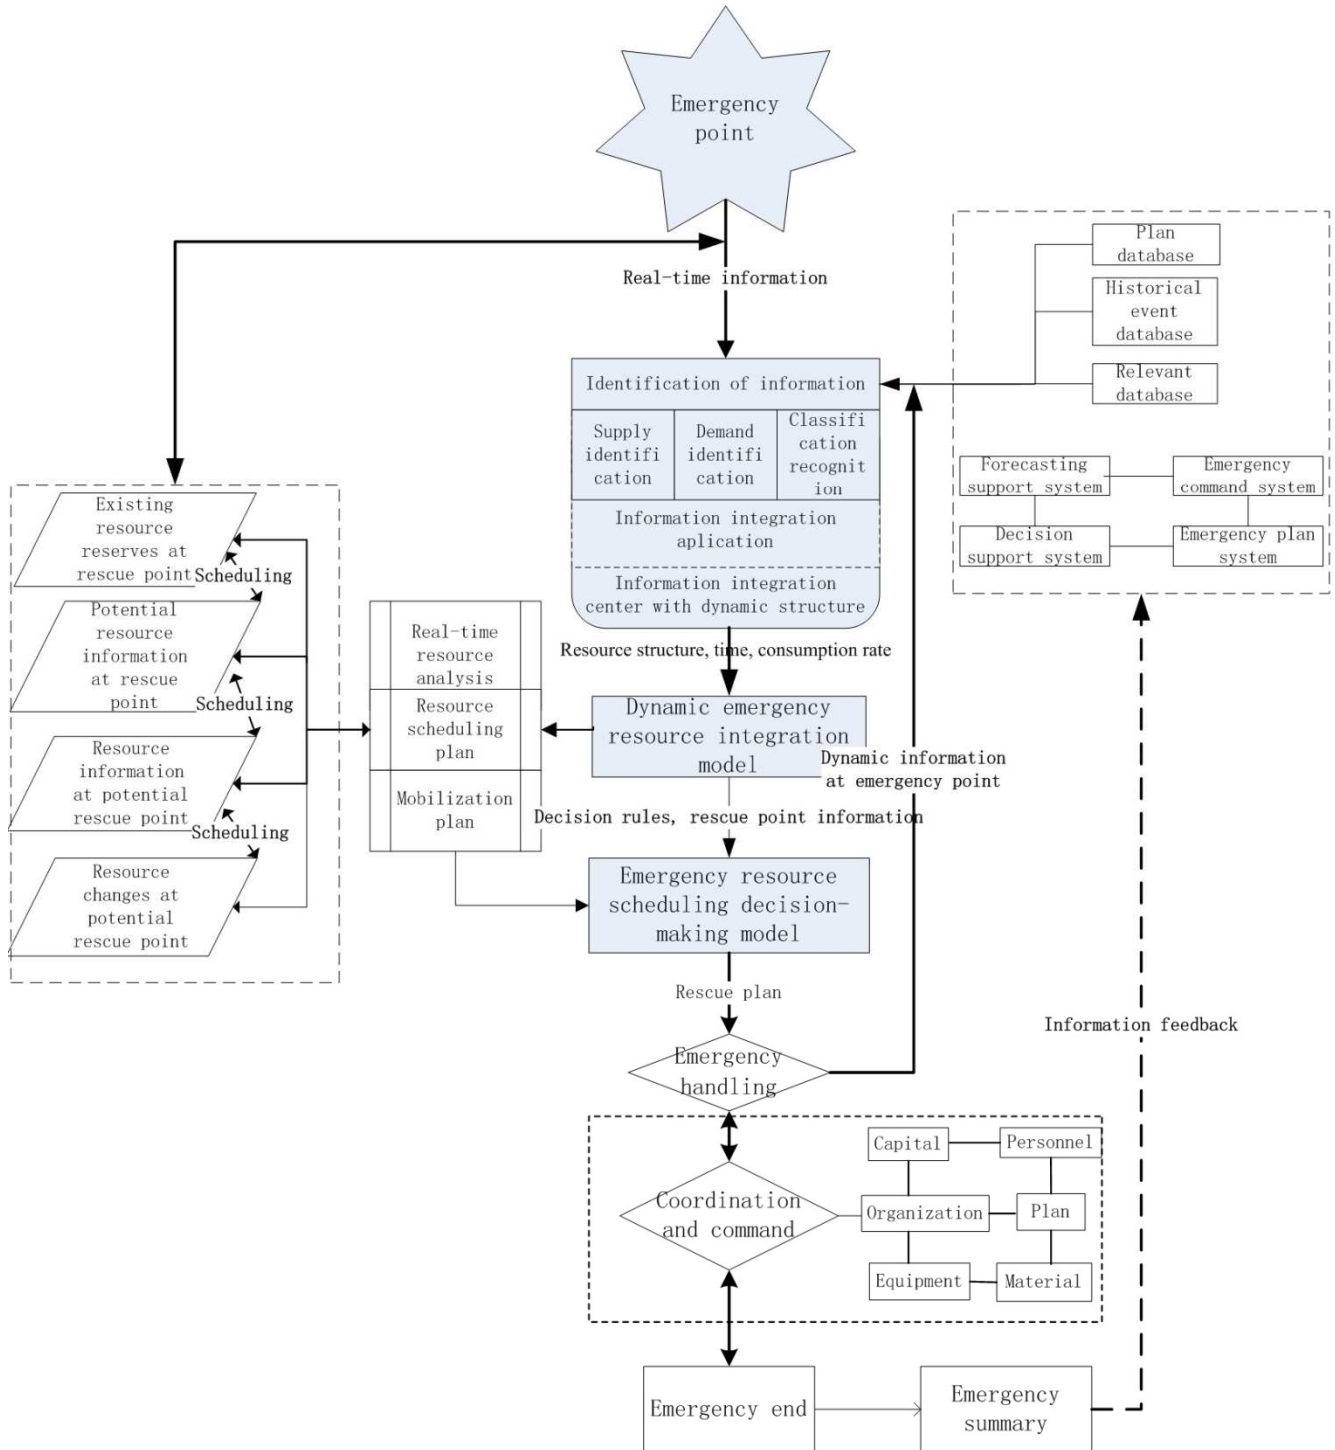 Emergency
point
Real-time information
Plan
database
Historical
event
database
Relevant
database
Forecasting
support system
Emergency
command system
Decision
support system
Emergency plan
system
Identification of information
Supply
identifi
cation
Demand
identifi
cation
Classifi
cation
recognit
ion
Information integration
aplication
Information integration
center with dynamic structure
Existing
resource
reserves at
rescue point
Scheduling
Potential
resource
information
at rescue
point
Scheduling
Resource
information
at potential
rescue point
Scheduling
Resource
changes at
potential
rescue point
Real-time
resource
analysis
Resource
scheduling
plan
Mobilization
plan
Resource structure, time, consumption rate
Dynamic emergency
resource integration
model
Dynamic information
at emergency point
Decision rules, rescue point information
Emergency resource
scheduling decision-
making model
Rescue plan
Emergency
handling
Information feedback
Coordination
and command
Capital
Personnel
Organization
Plan
Equipment
Material
Emergency end
Emergency
summary